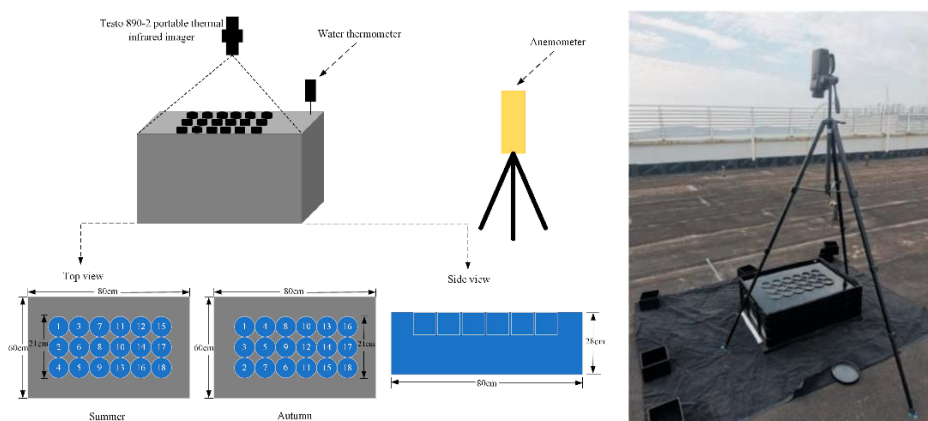 Testo 890-2 portable thermal
infrared imager
Water thermometer
Anemometer
Top view
Side view
80cm
80cm
1 3 7 11 12 15
2 6 8 10 14 17
4 5 9 13 16 18
60cm
21cm
1 4 8 10 13 16
3 5 9 12 14 17
2 7 6 11 15 18
60cm
21cm
28cm
80cm
Summer
Autumn